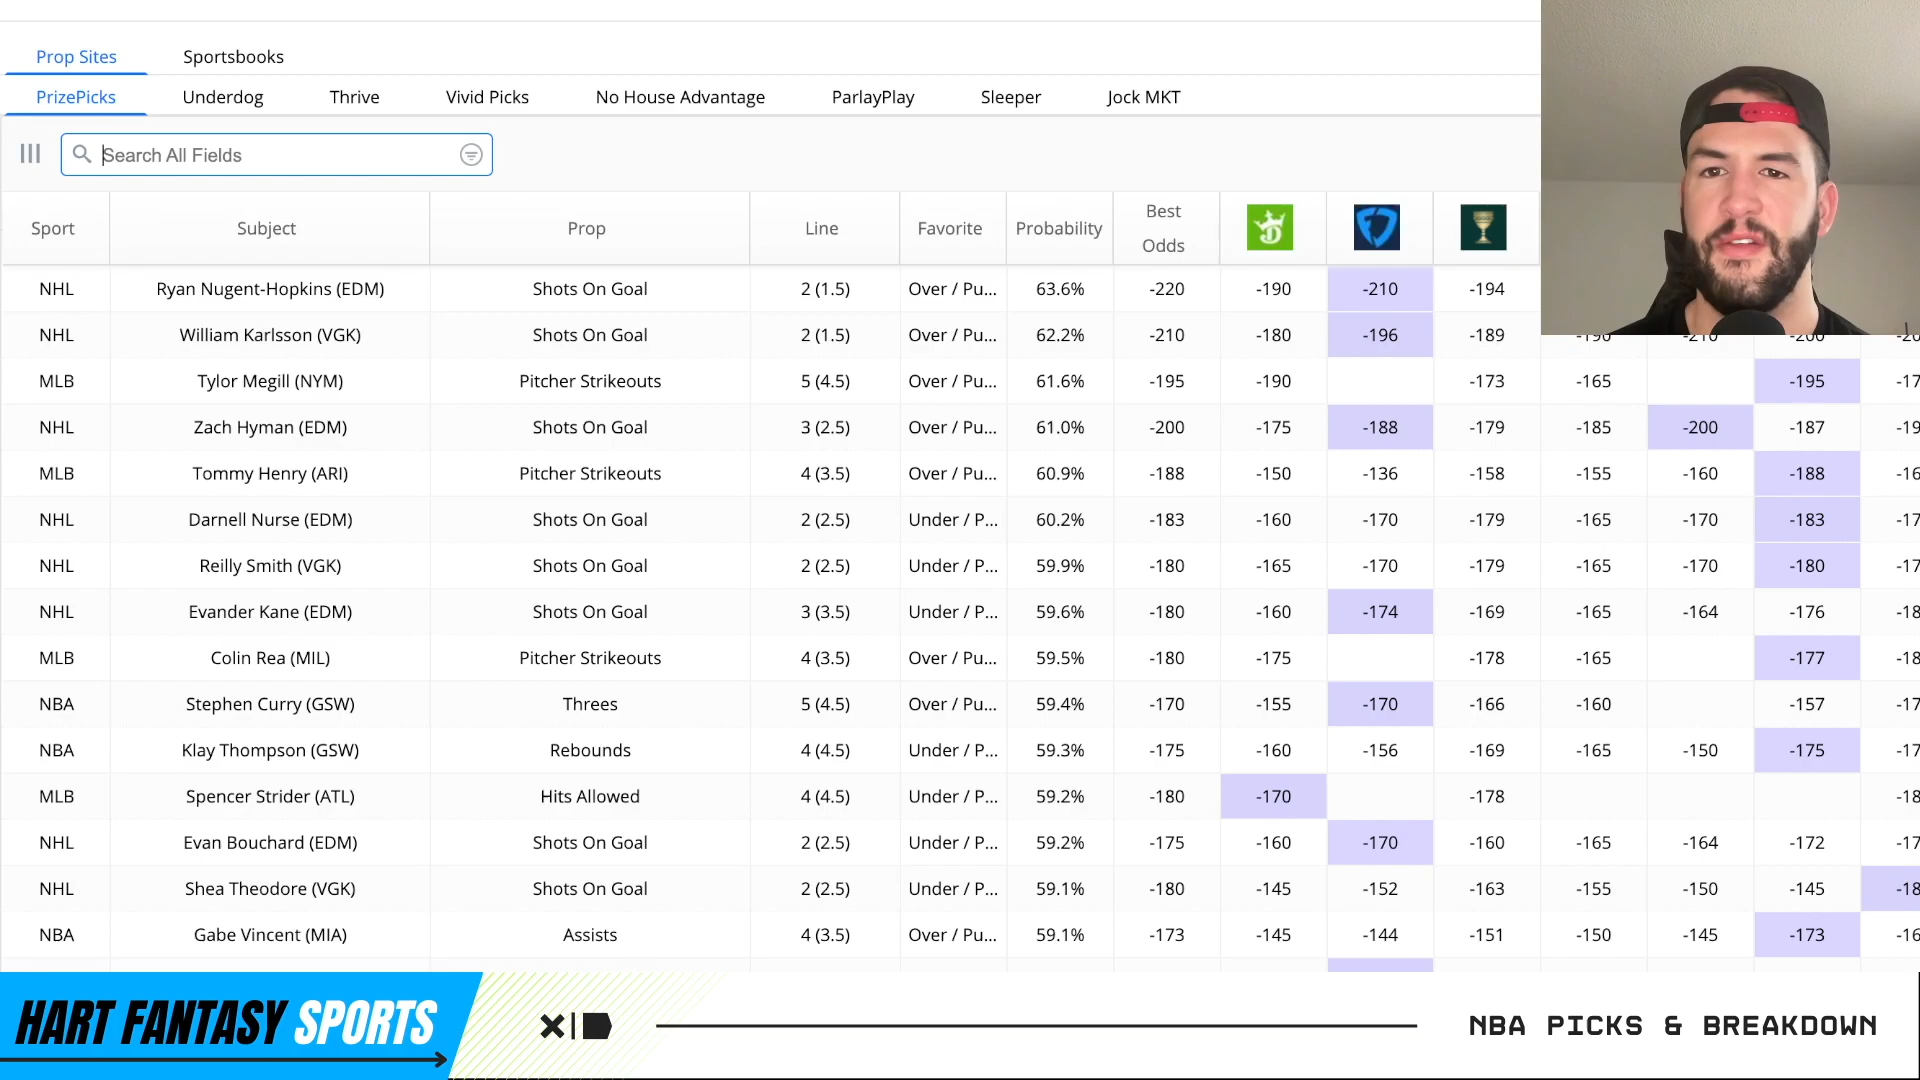 Prop Sites Sportsbooks
PrizePicks Underdog Thrive Vivid Picks No House Advantage ParlayPlay Sleeper Jock MKT
Search All Fields
Sport Subject Prop Line Favorite Probability Best Odds
NHL Ryan Nugent-Hopkins (EDM) Shots On Goal 2 (1.5) Over / Pu... 63.6% -220 -190 -210 -194
NHL William Karlsson (VGK) Shots On Goal 2 (1.5) Over / Pu... 62.2% -210 -180 -196 -189 -190 -210 -200
MLB Tylor Megill (NYM) Pitcher Strikeouts 5 (4.5) Over / Pu... 61.6% -195 -190 -173 -165 -195 -17
NHL Zach Hyman (EDM) Shots On Goal 3 (2.5) Over / Pu... 61.0% -200 -175 -188 -179 -185 -200 -187 -19
MLB Tommy Henry (ARI) Pitcher Strikeouts 4 (3.5) Over / Pu... 60.9% -188 -150 -136 -158 -155 -160 -188 -16
NHL Darnell Nurse (EDM) Shots On Goal 2 (2.5) Under / P... 60.2% -183 -160 -170 -179 -165 -170 -183 -17
NHL Reilly Smith (VGK) Shots On Goal 2 (2.5) Under / P... 59.9% -180 -165 -170 -179 -165 -170 -180 -17
NHL Evander Kane (EDM) Shots On Goal 3 (3.5) Under / P... 59.6% -180 -160 -174 -169 -165 -164 -176 -18
MLB Colin Rea (MIL) Pitcher Strikeouts 4 (3.5) Over / Pu... 59.5% -180 -175 -178 -165 -177 -18
NBA Stephen Curry (GSW) Threes 5 (4.5) Over / Pu... 59.4% -170 -155 -170 -166 -160 -157 -17
NBA Klay Thompson (GSW) Rebounds 4 (4.5) Under / P... 59.3% -175 -160 -156 -169 -165 -150 -175 -17
MLB Spencer Strider (ATL) Hits Allowed 4 (4.5) Under / P... 59.2% -180 -170 -178 -18
NHL Evan Bouchard (EDM) Shots On Goal 2 (2.5) Under / P... 59.2% -175 -160 -170 -160 -165 -164 -172 -17
NHL Shea Theodore (VGK) Shots On Goal 2 (2.5) Under / P... 59.1% -180 -145 -152 -163 -155 -150 -145 -18
NBA Gabe Vincent (MIA) Assists 4 (3.5) Over / Pu... 59.1% -173 -145 -144 -151 -150 -145 -173 -16
HART FANTASY SPORTS
NBA PICKS & BREAKDOWN